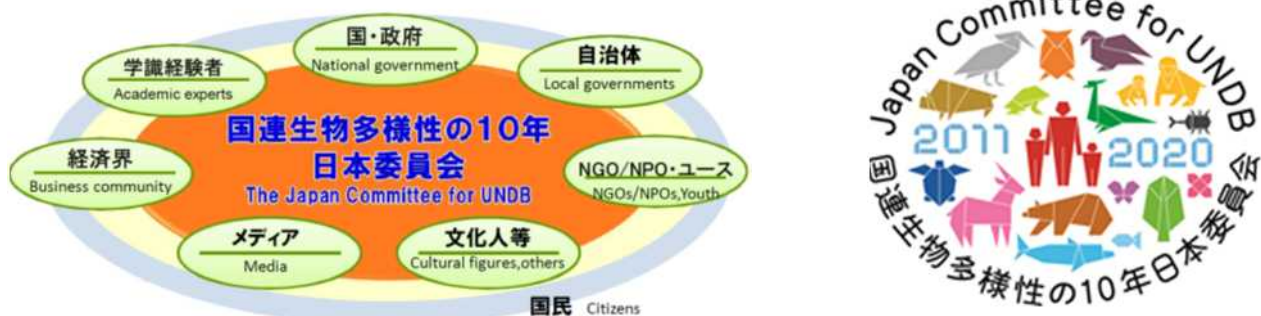 国・政府
National government
学識経験者
Academic experts
自治体
Local governments
経済界
Business community
国連生物多様性の10年
日本委員会
The Japan Committee for UNDB
NGO/NPO・ユース
NGOs/NPOs,Youth
メディア
Media
文化人等
Cultural figures,others
国民 Citizens
Japan Committee for UNDB
2011 2020
国連生物多様性の10年日本委員会